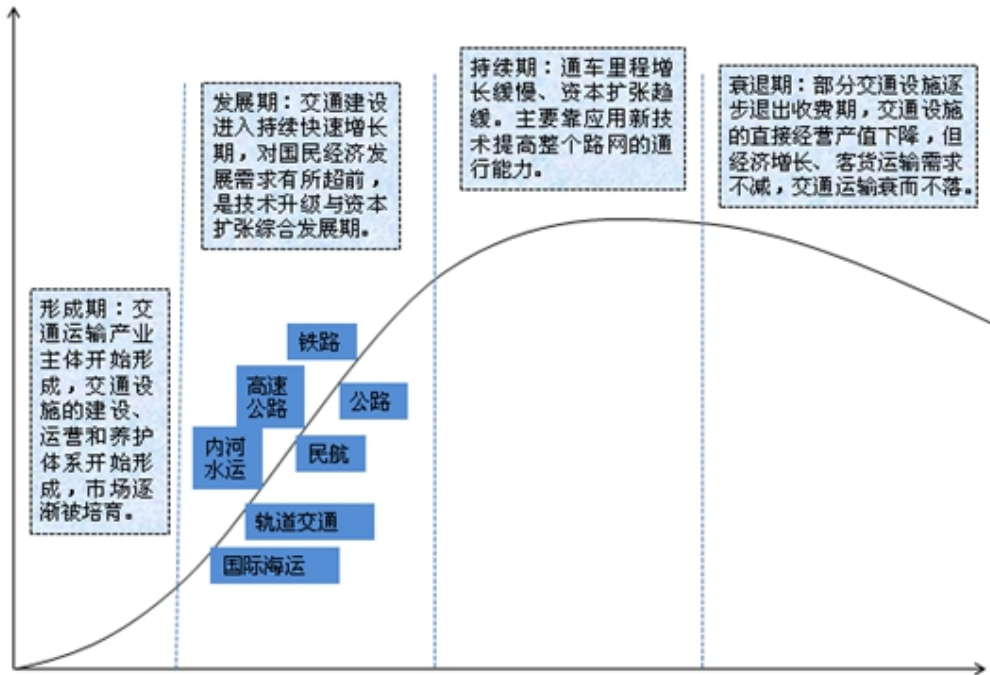 形成期：交
通运输产业
主体开始形
成，交通设
施的建设、
运营和养护
体系开始形
成，市场逐
渐被培育。
发展期：交通建设
进入持续快速增长
期，对国民经济发
展需求有所超前，
是技术升级与资本
扩张综合发展期。
持续期：通车里程增
长缓慢、资本扩张趋
缓。主要靠应用新技
术提高整个路网的通
行能力。
衰退期：部分交通设施逐
步退出收费期，交通设施
的直接经营产值下降，但
经济增长、客货运输需求
不减，交通运输衰而不落。
铁路
高速
公路
公路
内河
水运
民航
轨道交通
国际海运